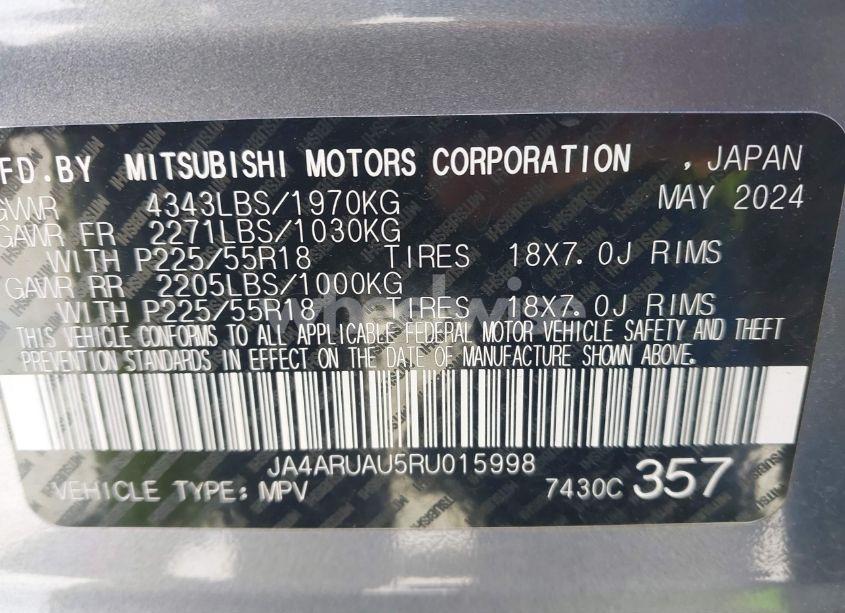 FD.BY MITSUBISHI MOTORS CORPORATION , JAPAN
GVWR 4343LBS/1970KG MAY 2024
GAWR FR 2271LBS/1030KG
WITH P225/55R18 TIRES 18X7.0J RIMS
GAWR RR 2205LBS/1000KG
WITH P225/55R18 TIRES 18X7.0J RIMS
THIS VEHICLE CONFORMS TO ALL APPLICABLE FEDERAL MOTOR VEHICLE SAFETY AND THEFT
PREVENTION STANDARDS IN EFFECT ON THE DATE OF MANUFACTURE SHOWN ABOVE.
JA4ARUAU5RU015998
VEHICLE TYPE: MPV 7430C 357